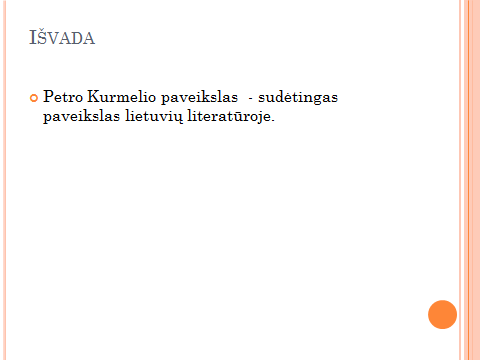 Išvada
Petro Kurmelio paveikslas - sudėtingas
paveikslas lietuvių literatūroje.